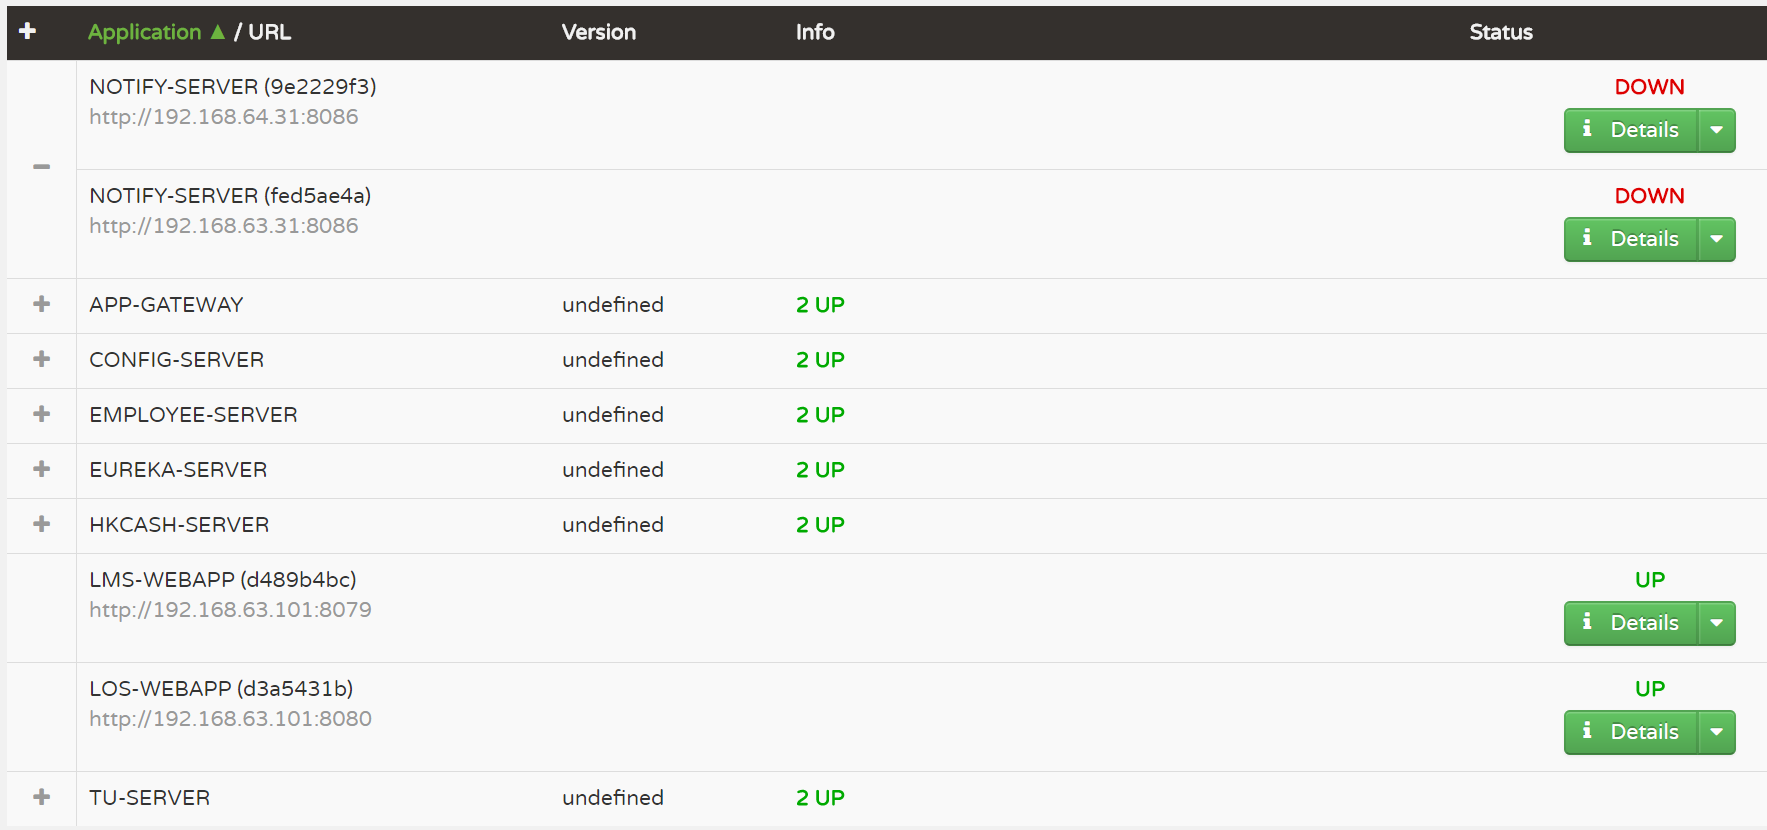 Application ▲ / URL Version Info Status
NOTIFY-SERVER (9e2229f3) DOWN
http://192.168.64.31:8086 Details
NOTIFY-SERVER (fed5ae4a) DOWN
http://192.168.63.31:8086 Details
APP-GATEWAY undefined 2 UP
CONFIG-SERVER undefined 2 UP
EMPLOYEE-SERVER undefined 2 UP
EUREKA-SERVER undefined 2 UP
HKCASH-SERVER undefined 2 UP
LMS-WEBAPP (d489b4bc) UP
http://192.168.63.101:8079 Details
LOS-WEBAPP (d3a5431b) UP
http://192.168.63.101:8080 Details
TU-SERVER undefined 2 UP